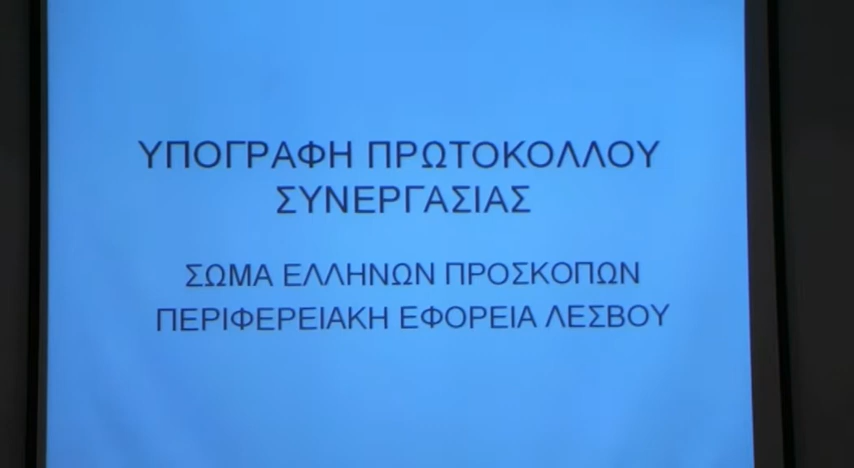 ΥΠΟΓΡΑΦΗ ΠΡΩΤΟΚΟΛΛΟΥ
ΣΥΝΕΡΓΑΣΙΑΣ
ΣΩΜΑ ΕΛΛΗΝΩΝ ΠΡΟΣΚΟΠΩΝ
ΠΕΡΙΦΕΡΕΙΑΚΗ ΕΦΟΡΕΙΑ ΛΕΣΒΟΥ